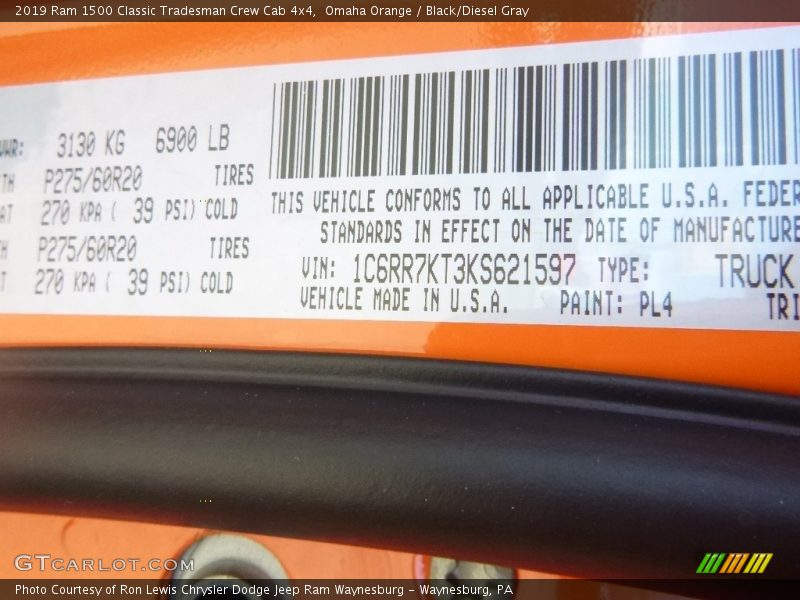 2019 Ram 1500 Classic Tradesman Crew Cab 4x4, Omaha Orange / Black/Diesel Gray
3130 KG 6900 LB
P275/60R20 TIRES
270 KPA ( 39 PSI) COLD
P275/60R20 TIRES
270 KPA ( 39 PSI) COLD
THIS VEHICLE CONFORMS TO ALL APPLICABLE U.S.A. FEDER
STANDARDS IN EFFECT ON THE DATE OF MANUFACTURE
VIN: 1C6RR7KT3KS621597 TYPE: TRUCK
VEHICLE MADE IN U.S.A. PAINT: PL4 TRI
GTCARLOT.COM
Photo Courtesy of Ron Lewis Chrysler Dodge Jeep Ram Waynesburg - Waynesburg, PA